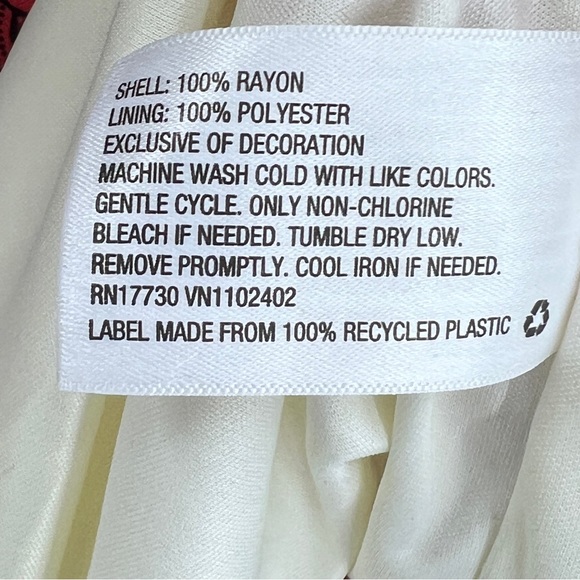 SHELL: 100% RAYON
LINING: 100% POLYESTER
EXCLUSIVE OF DECORATION
MACHINE WASH COLD WITH LIKE COLORS.
GENTLE CYCLE. ONLY NON-CHLORINE
BLEACH IF NEEDED. TUMBLE DRY LOW.
REMOVE PROMPTLY. COOL IRON IF NEEDED.
RN17730 VN1102402
LABEL MADE FROM 100% RECYCLED PLASTIC